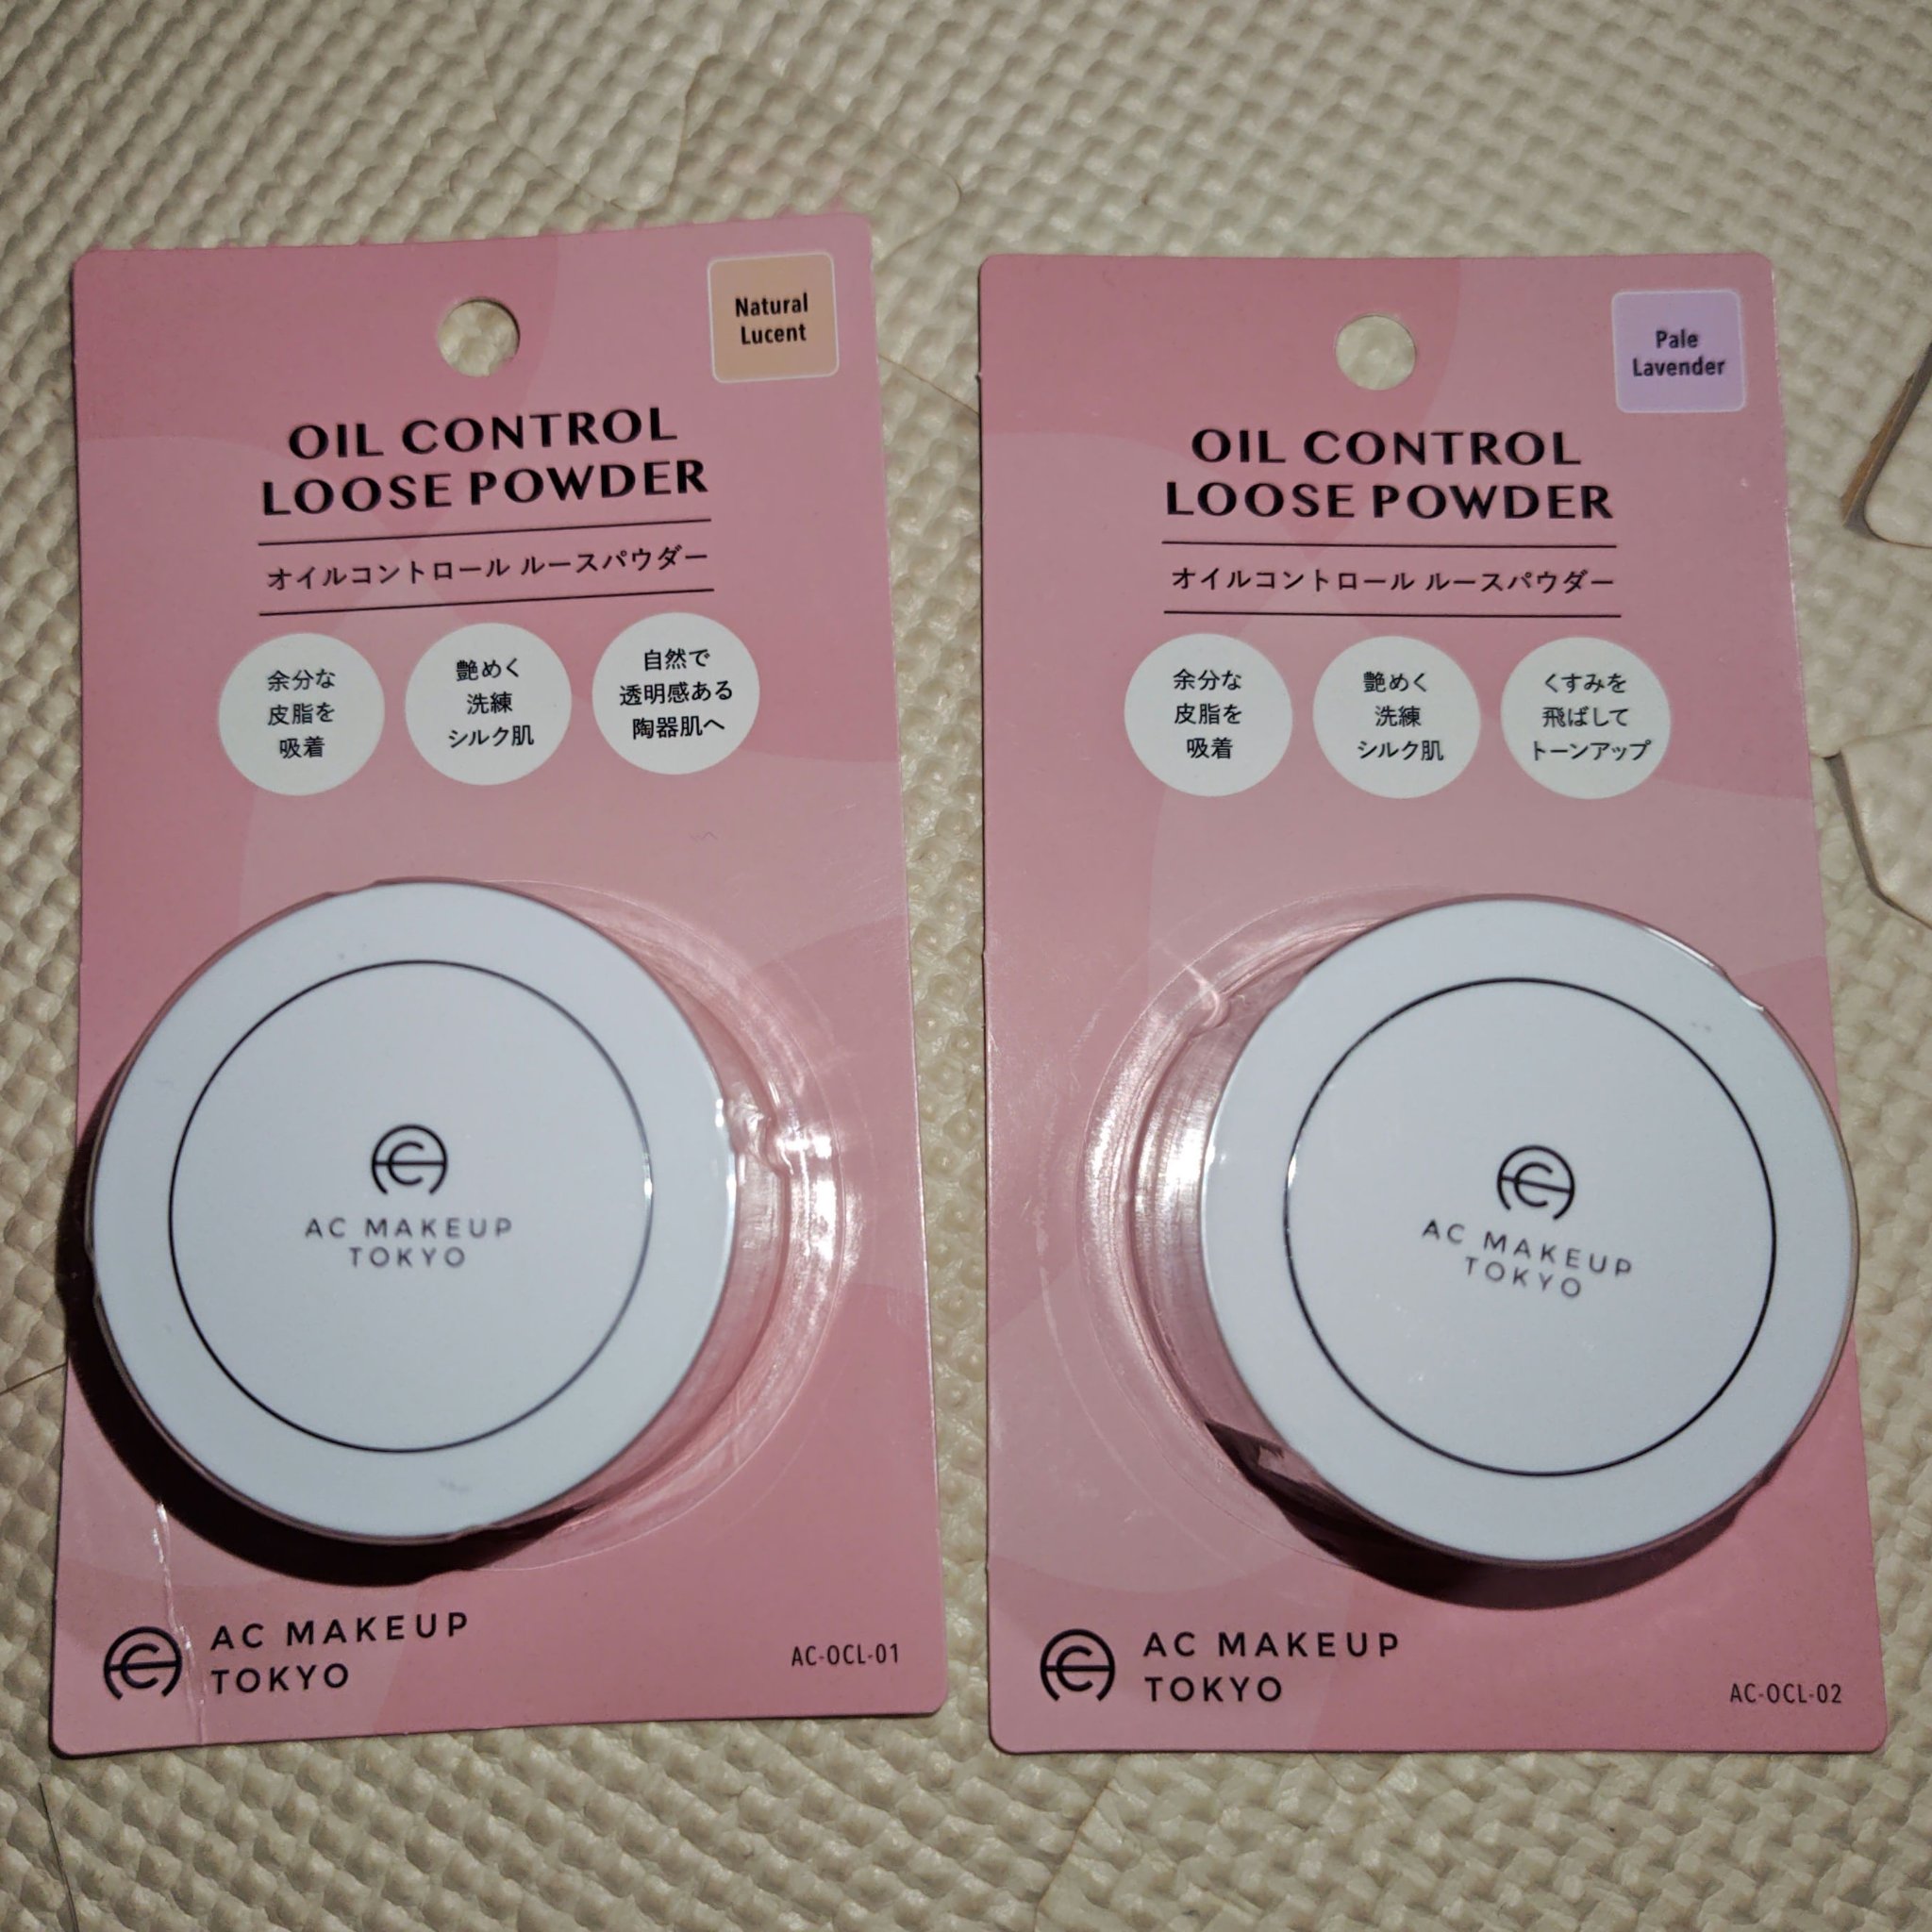 Natural
Lucent
OIL CONTROL
LOOSE POWDER
オイルコントロール ルースパウダー
余分な
皮脂を
吸着
艶めく
洗練
シルク肌
自然で
透明感ある
陶器肌へ
AC MAKEUP
TOKYO
AC MAKEUP
TOKYO
AC-OCL-01
Pale
Lavender
OIL CONTROL
LOOSE POWDER
オイルコントロール ルースパウダー
余分な
皮脂を
吸着
艶めく
洗練
シルク肌
くすみを
飛ばして
トーンアップ
AC MAKEUP
TOKYO
AC MAKEUP
TOKYO
AC-OCL-02